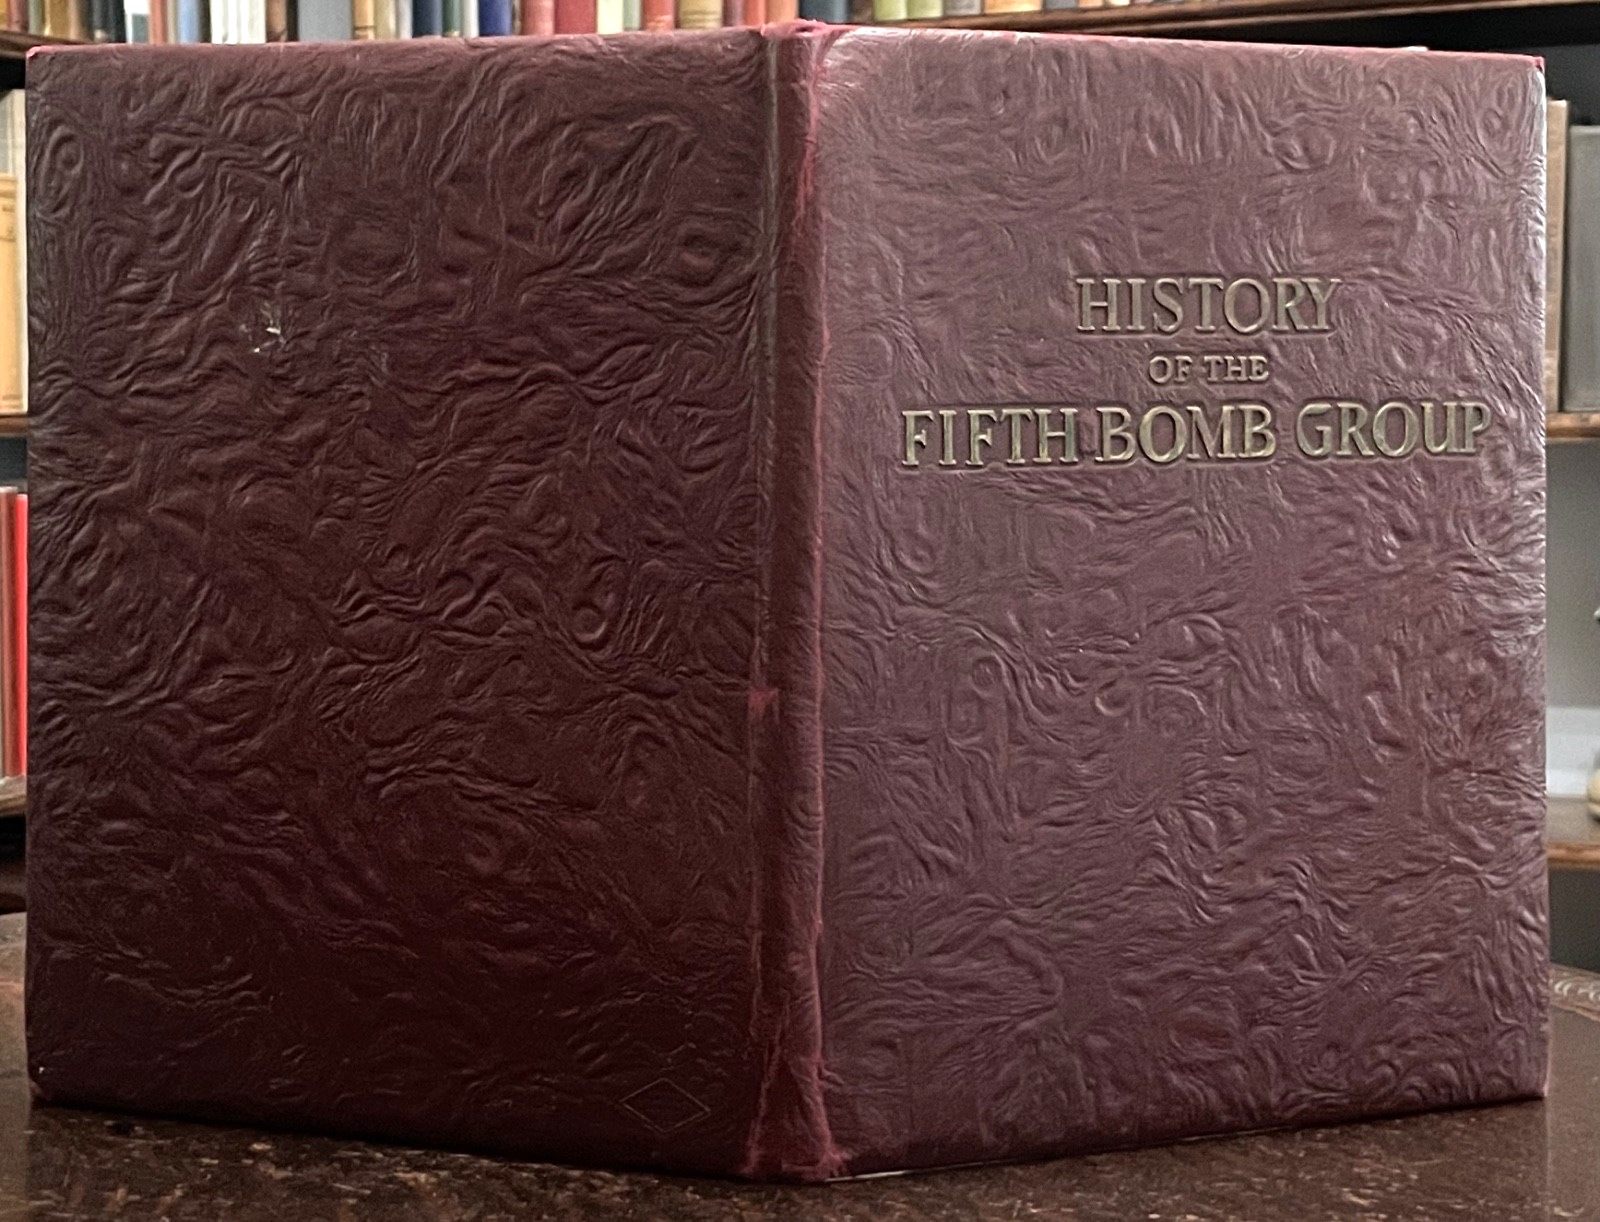 HISTORY
OF THE
FIFTH BOMB GROUP